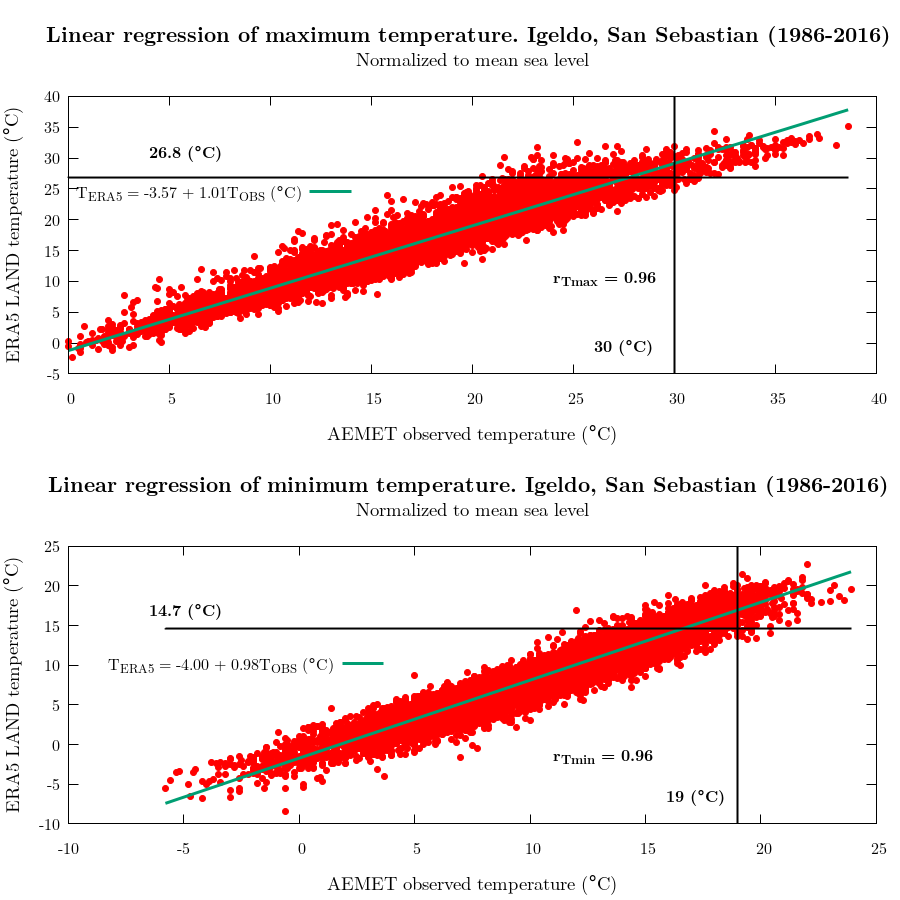 Linear regression of maximum temperature. Igeldo, San Sebastian (1986-2016)
Normalized to mean sea level
ERA5 LAND temperature (°C)
40
35
30
25
20
15
10
5
0
-5
26.8 (°C)
T_ERA5 = -3.57 + 1.01T_OBS (°C)
r_Tmax = 0.96
30 (°C)
0 5 10 15 20 25 30 35 40
AEMET observed temperature (°C)
Linear regression of minimum temperature. Igeldo, San Sebastian (1986-2016)
Normalized to mean sea level
ERA5 LAND temperature (°C)
25
20
15
10
5
0
-5
-10
14.7 (°C)
T_ERA5 = -4.00 + 0.98T_OBS (°C)
r_Tmin = 0.96
19 (°C)
-10 -5 0 5 10 15 20 25
AEMET observed temperature (°C)